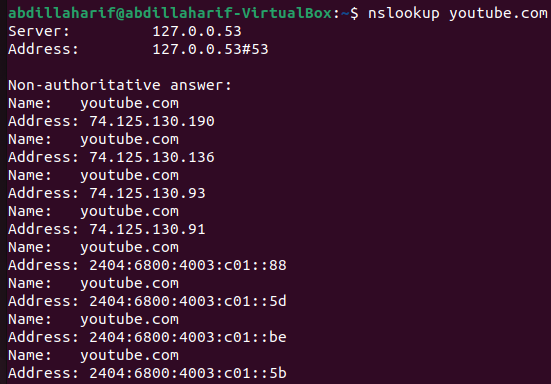 abdillaharif@abdillaharif-VirtualBox:~$ nslookup youtube.com
Server:         127.0.0.53
Address:        127.0.0.53#53

Non-authoritative answer:
Name:   youtube.com
Address: 74.125.130.190
Name:   youtube.com
Address: 74.125.130.136
Name:   youtube.com
Address: 74.125.130.93
Name:   youtube.com
Address: 74.125.130.91
Name:   youtube.com
Address: 2404:6800:4003:c01::88
Name:   youtube.com
Address: 2404:6800:4003:c01::5d
Name:   youtube.com
Address: 2404:6800:4003:c01::be
Name:   youtube.com
Address: 2404:6800:4003:c01::5b